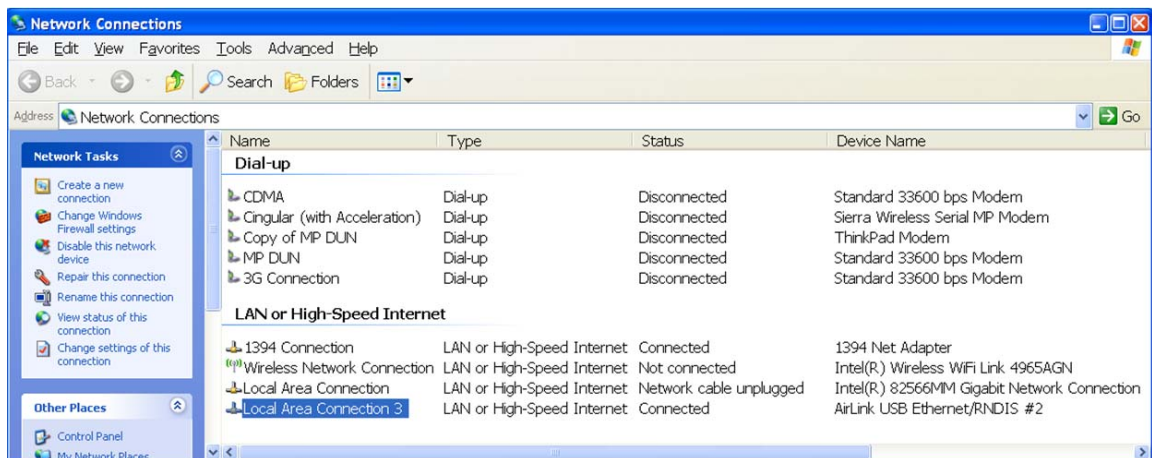 Network Connections
File Edit View Favorites Tools Advanced Help
Back Search Folders
Address Network Connections Go
Network Tasks
Create a new connection
Change Windows Firewall settings
Disable this network device
Repair this connection
Rename this connection
View status of this connection
Change settings of this connection
Other Places
Control Panel
My Network Places
Name Type Status Device Name
Dial-up
CDMA Dial-up Disconnected Standard 33600 bps Modem
Cingular (with Acceleration) Dial-up Disconnected Sierra Wireless Serial MP Modem
Copy of MP DUN Dial-up Disconnected ThinkPad Modem
MP DUN Dial-up Disconnected Standard 33600 bps Modem
3G Connection Dial-up Disconnected Standard 33600 bps Modem
LAN or High-Speed Internet
1394 Connection LAN or High-Speed Internet Connected 1394 Net Adapter
Wireless Network Connection LAN or High-Speed Internet Not connected Intel(R) Wireless WiFi Link 4965AGN
Local Area Connection LAN or High-Speed Internet Network cable unplugged Intel(R) 82566MM Gigabit Network Connection
Local Area Connection 3 LAN or High-Speed Internet Connected AirLink USB Ethernet/RNDIS #2